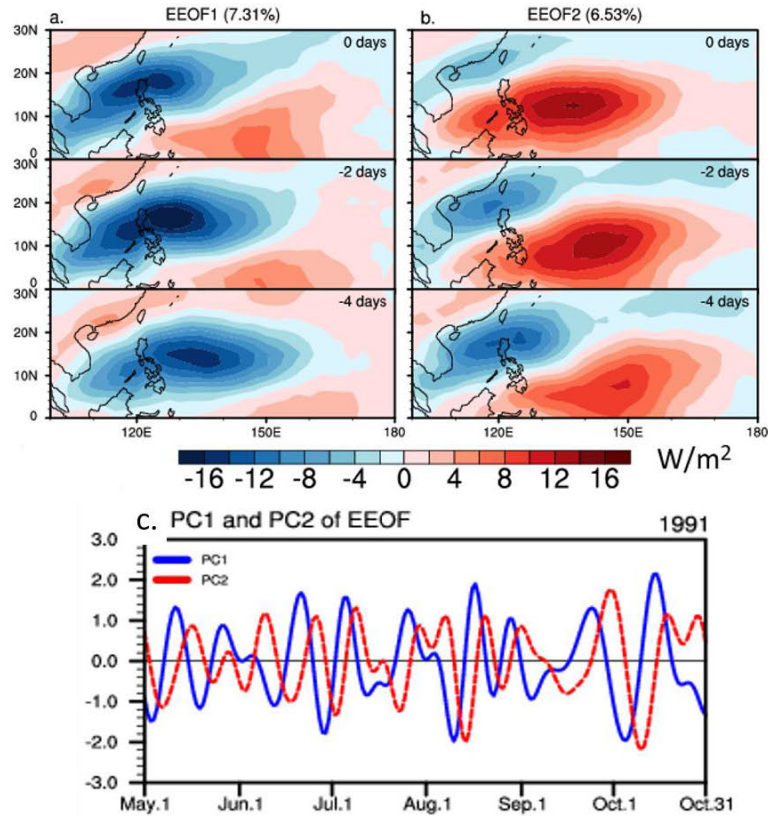 a. EEOF1 (7.31%)
b. EEOF2 (6.53%)
30N 0 days 0 days
20N
10N
0
30N -2 days -2 days
20N
10N
0
30N -4 days -4 days
20N
10N
0
120E 150E 180 120E 150E 180
-16 -12 -8 -4 0 4 8 12 16 W/m²
c. PC1 and PC2 of EEOF 1991
3.0
PC1
PC2
2.0
1.0
0.0
-1.0
-2.0
-3.0
May.1 Jun.1 Jul.1 Aug.1 Sep.1 Oct.1 Oct.31